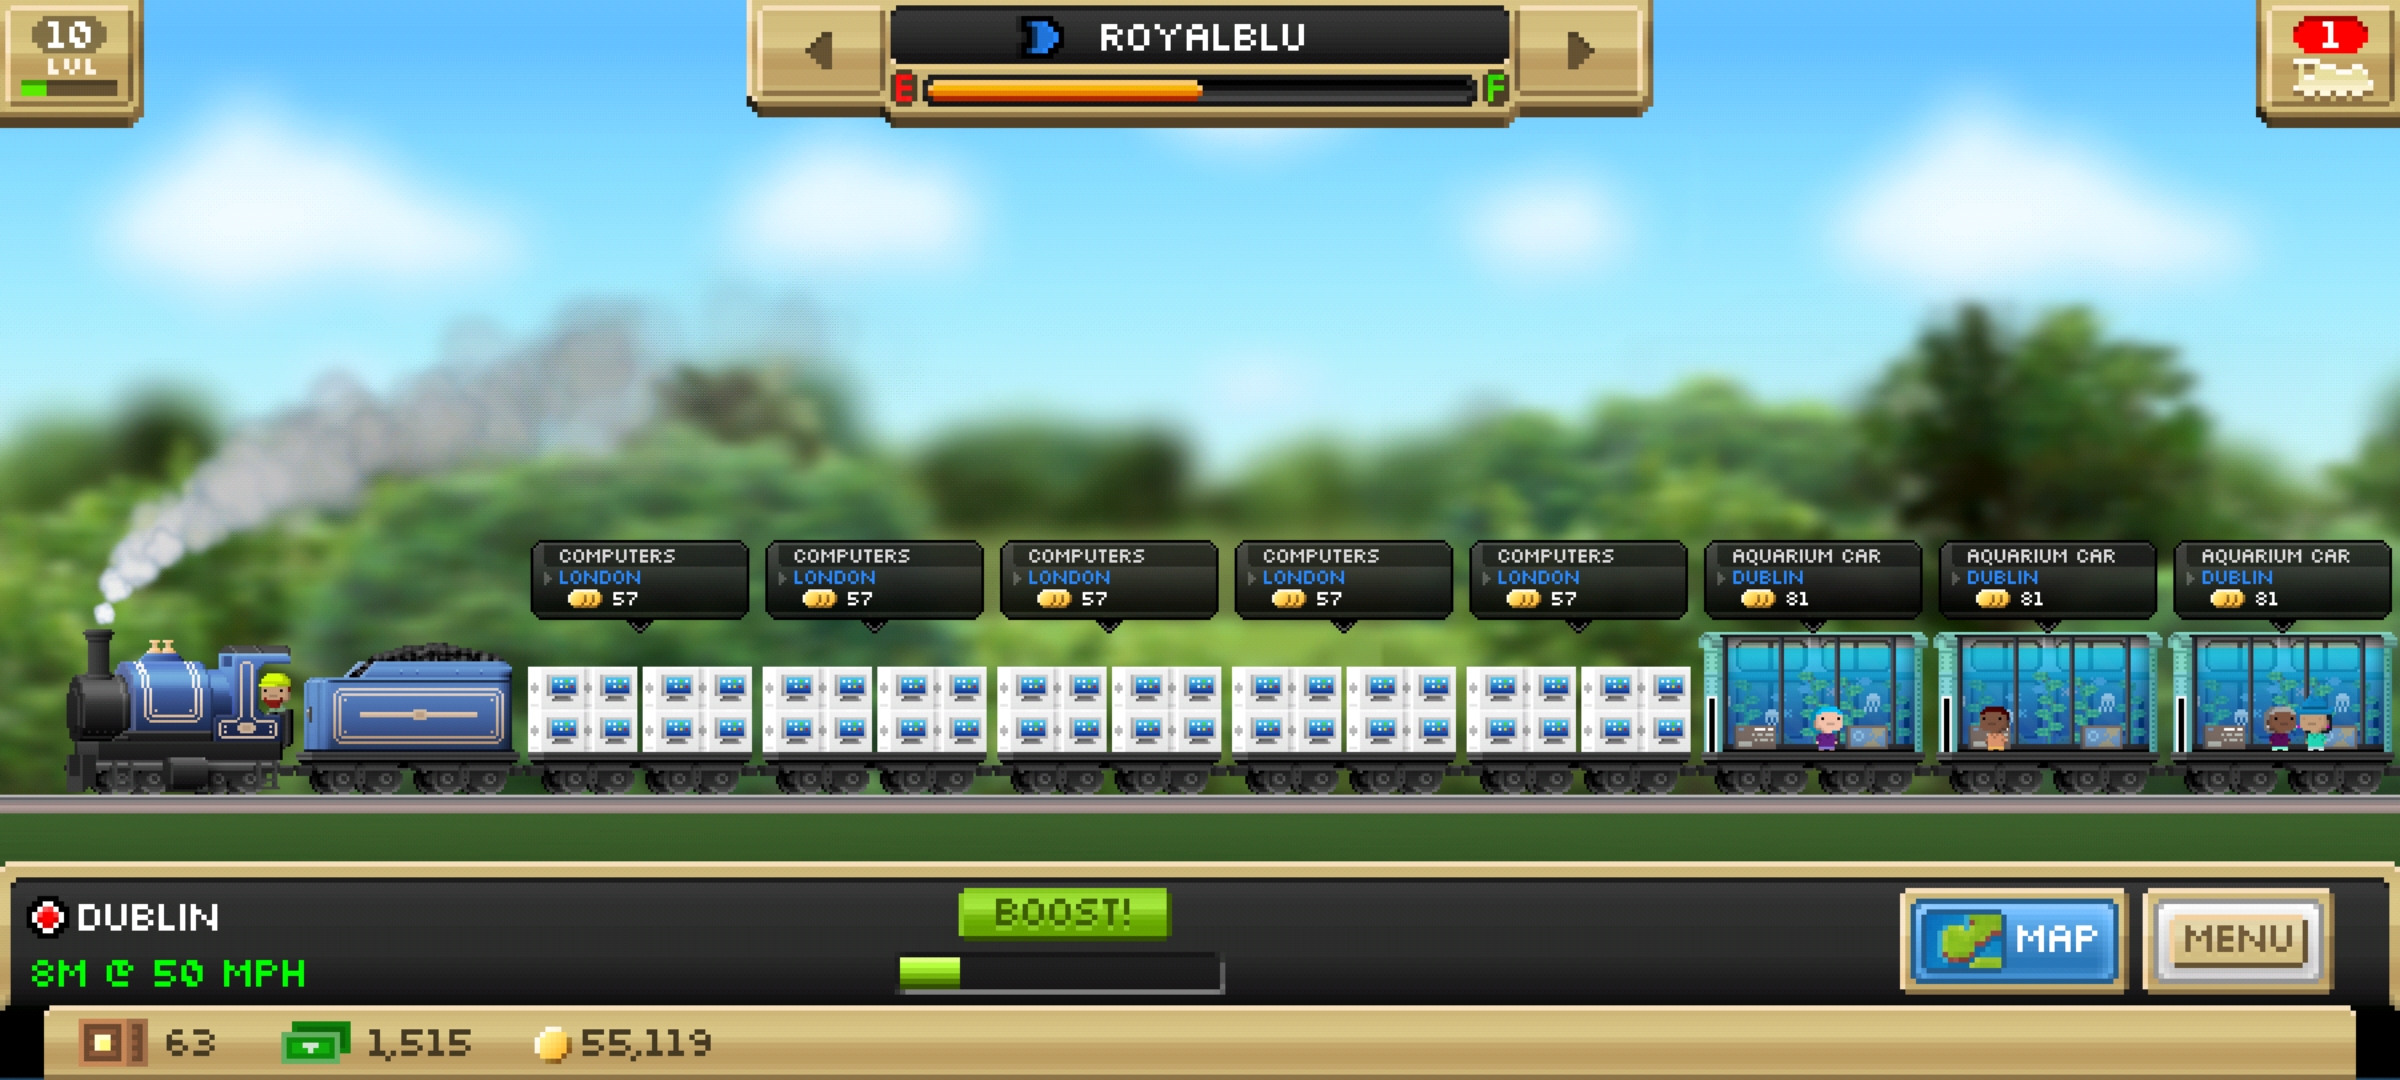 10
LVL
ROYALBLU
E F
1
COMPUTERS
LONDON
57
COMPUTERS
LONDON
57
COMPUTERS
LONDON
57
COMPUTERS
LONDON
57
COMPUTERS
LONDON
57
AQUARIUM CAR
DUBLIN
81
AQUARIUM CAR
DUBLIN
81
AQUARIUM CAR
DUBLIN
81
DUBLIN
8M @ 50 MPH
BOOST!
MAP
MENU
63
1,515
55,119